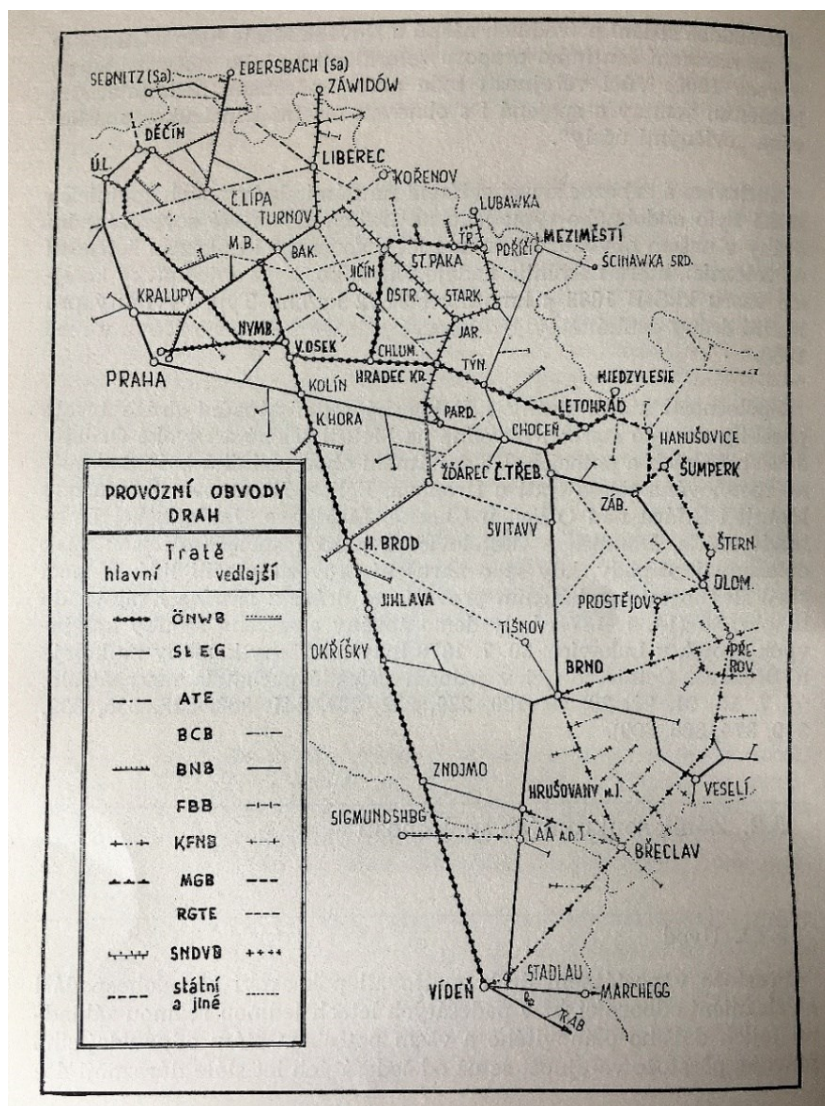 SEBNITZ (Sa)
EBERSBACH (Sa)
ZÁWIDÓW
DĚČÍN
Ú.L.
LIBEREC
KOŘENOV
Č.LÍPA
TURNOV
LUBAWKA
TR.
POŘÍČÍ
MEZIMĚSTÍ
M.B.
BAK.
ST.PAKA
ŚCINAWKA SRD.
JIČÍN
KRALUPY
OSTR.
STARK.
NYMB.
JAR.
V.OSEK
CHLUM.
PRAHA
HRADEC KR.
TÝN.
MIEDZYLESIE
KOLÍN
LETOHRAD
PARD.
K.HORA
CHOCEŇ
HANUŠOVICE
ŽĎÁREC
Č.TŘEB.
ŠUMPERK
ZÁB.
SVITAVY
H.BROD
ŠTERN.
OLOM.
PROSTĚJOV
JIHLAVA
TIŠNOV
PŘE-
ROV
OKŘÍŠKY
BRNO
ZNOJMO
VESELÍ
HRUŠOVANY n.J.
SIGMUNDSHBG
LAA A.D.T.
BŘECLAV
STADLAU
VÍDEŇ
MARCHEGG
RÁB
PROVOZNÍ OBVODY
DRAH
Tratě
hlavní vedlejší
ÖNWB
StEG
ATE
BCB
BNB
FBB
KFNB
MGB
RGTE
SNDVB
státní
a jiné